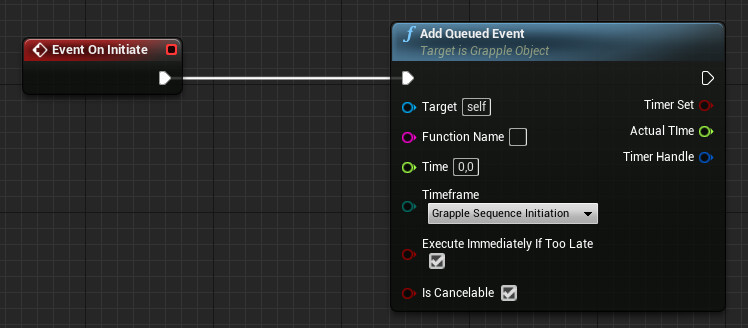 Event On Initiate
f Add Queued Event
Target is Grapple Object
Target self
Timer Set
Function Name
Actual TIme
Time 0,0
Timer Handle
Timeframe
Grapple Sequence Initiation
Execute Immediately If Too Late
Is Cancelable